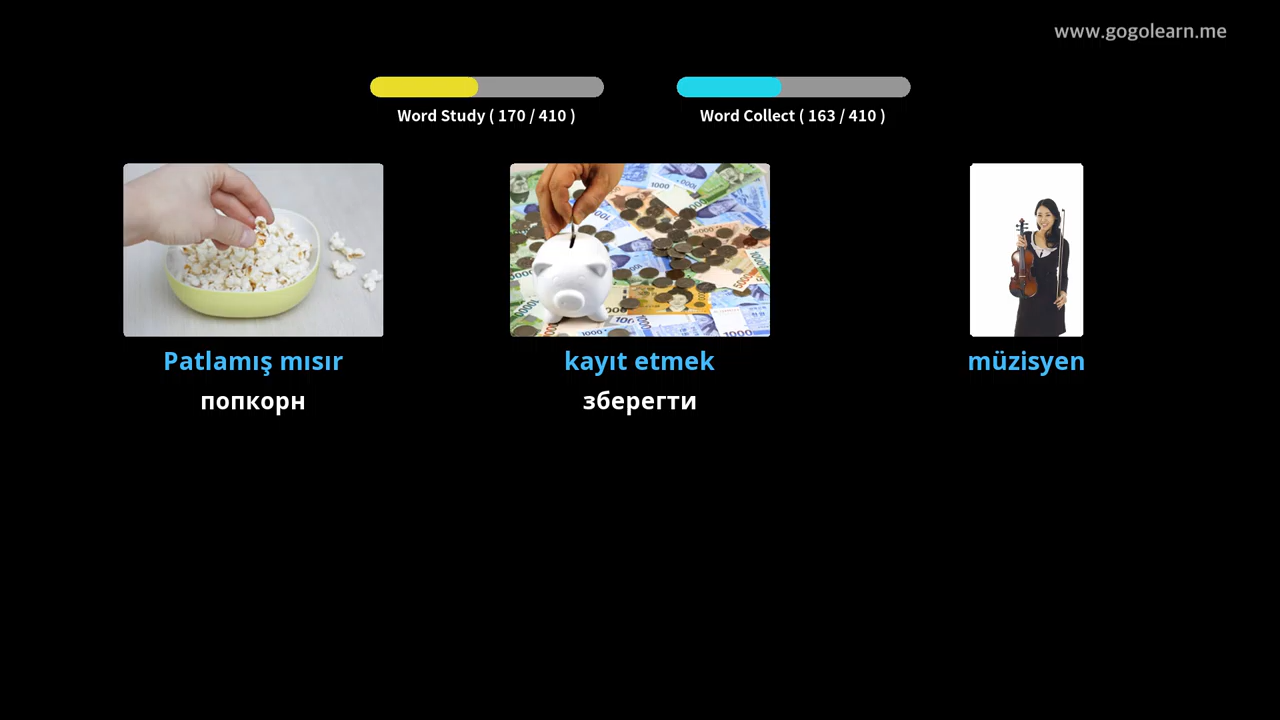 www.gogolearn.me
Word Study ( 170 / 410 )
Word Collect ( 163 / 410 )
Patlamış mısır
kayıt etmek
müzisyen
попкорн
зберегти